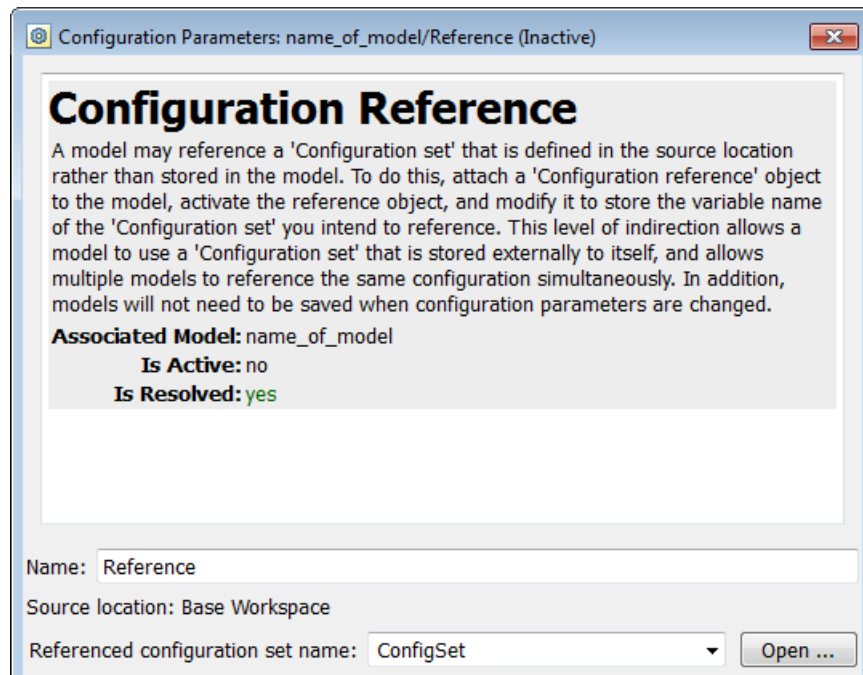 Configuration Parameters: name_of_model/Reference (Inactive)
Configuration Reference
A model may reference a 'Configuration set' that is defined in the source location
rather than stored in the model. To do this, attach a 'Configuration reference' object
to the model, activate the reference object, and modify it to store the variable name
of the 'Configuration set' you intend to reference. This level of indirection allows a
model to use a 'Configuration set' that is stored externally to itself, and allows
multiple models to reference the same configuration simultaneously. In addition,
models will not need to be saved when configuration parameters are changed.
Associated Model: name_of_model
Is Active: no
Is Resolved: yes
Name: Reference
Source location: Base Workspace
Referenced configuration set name: ConfigSet Open ...